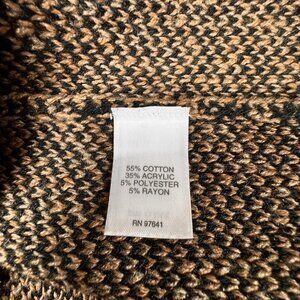 55% COTTON
35% ACRYLIC
5% POLYESTER
5% RAYON
RN 97641